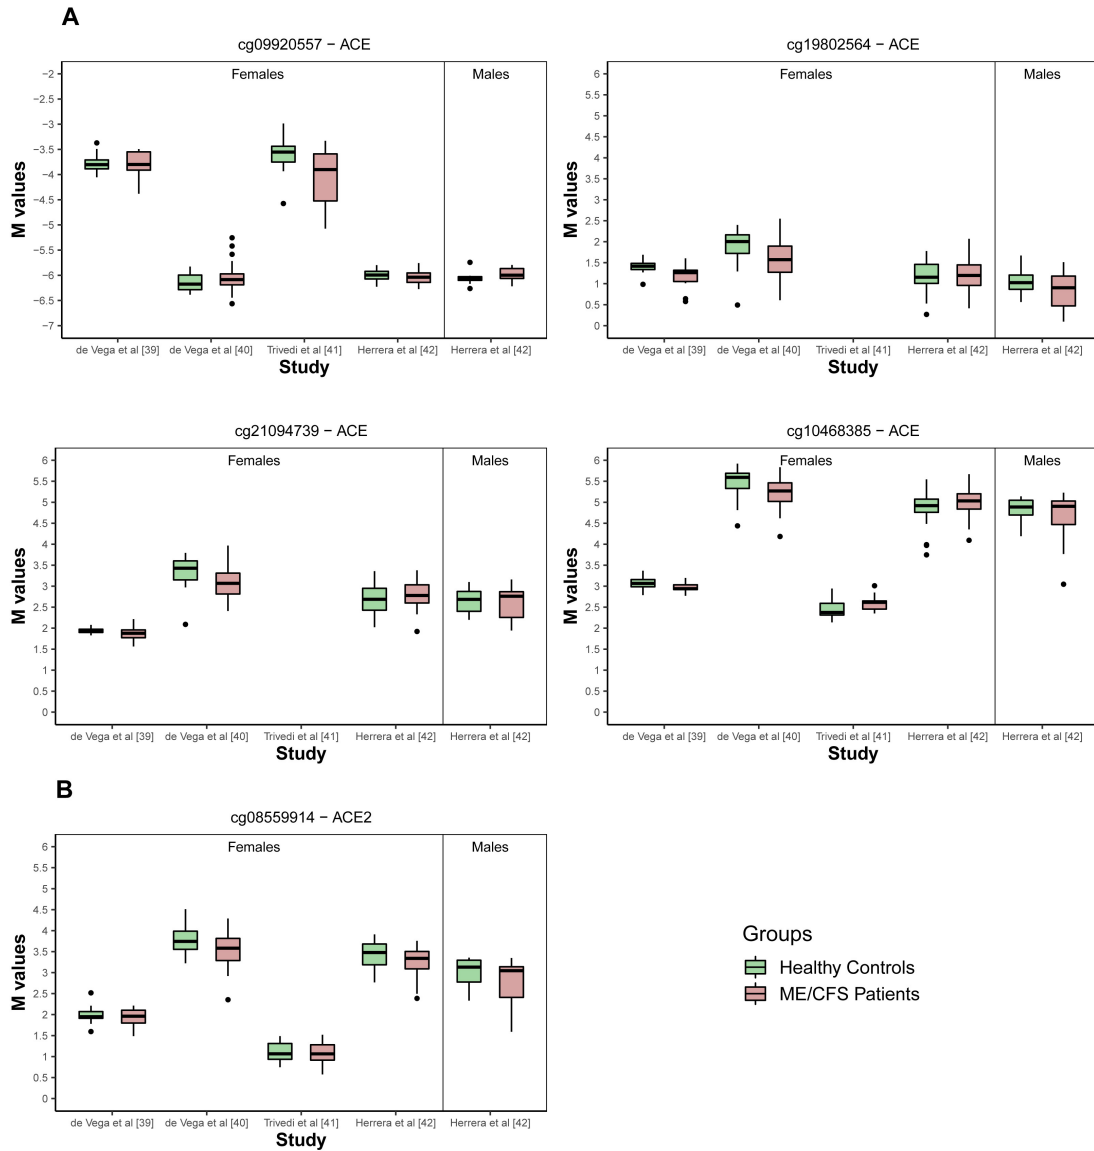 A
cg09920557 − ACE
Females
Males
M values
−2
−2.5
−3
−3.5
−4
−4.5
−5
−5.5
−6
−6.5
−7
de Vega et al [39]
de Vega et al [40]
Trivedi et al [41]
Herrera et al [42]
Herrera et al [42]
Study
cg19802564 − ACE
Females
Males
M values
6
5.5
5
4.5
4
3.5
3
2.5
2
1.5
1
0.5
0
de Vega et al [39]
de Vega et al [40]
Trivedi et al [41]
Herrera et al [42]
Herrera et al [42]
Study
cg21094739 − ACE
Females
Males
M values
6
5.5
5
4.5
4
3.5
3
2.5
2
1.5
1
0.5
0
de Vega et al [39]
de Vega et al [40]
Trivedi et al [41]
Herrera et al [42]
Herrera et al [42]
Study
cg10468385 − ACE
Females
Males
M values
6
5.5
5
4.5
4
3.5
3
2.5
2
1.5
1
0.5
0
de Vega et al [39]
de Vega et al [40]
Trivedi et al [41]
Herrera et al [42]
Herrera et al [42]
Study
B
cg08559914 − ACE2
Females
Males
M values
6
5.5
5
4.5
4
3.5
3
2.5
2
1.5
1
0.5
0
de Vega et al [39]
de Vega et al [40]
Trivedi et al [41]
Herrera et al [42]
Herrera et al [42]
Study
Groups
Healthy Controls
ME/CFS Patients